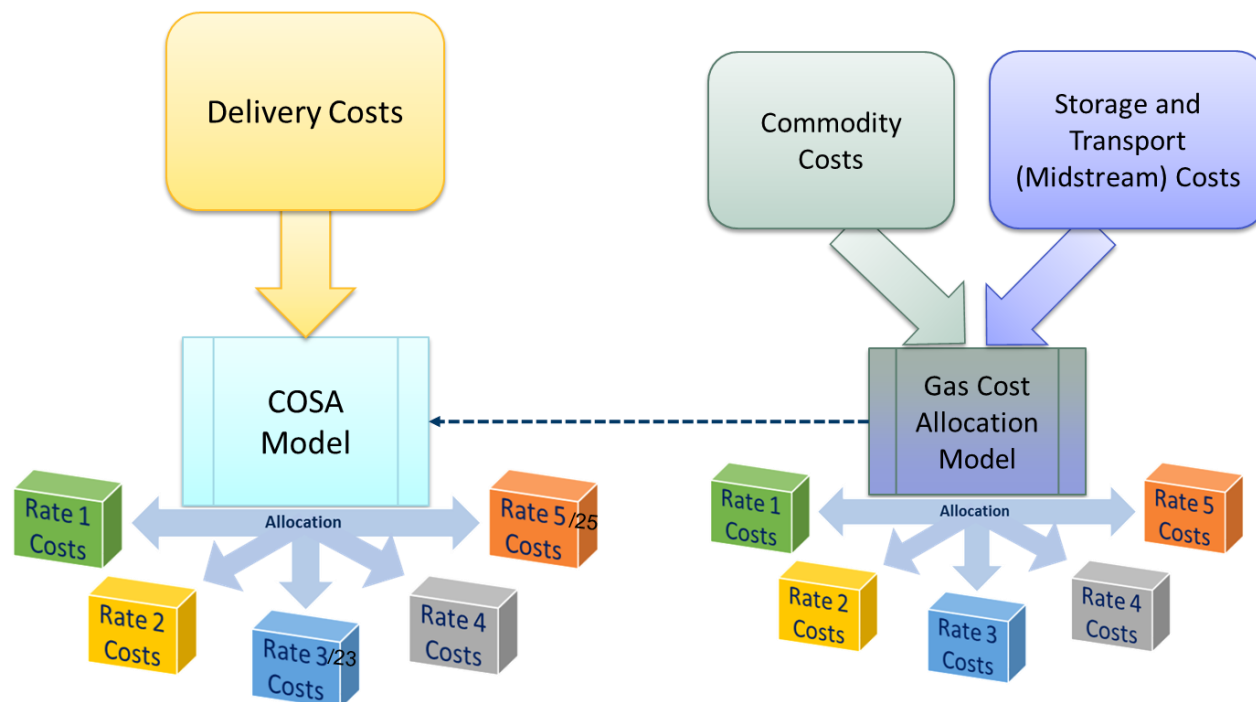 Delivery Costs
Commodity
Costs
Storage and
Transport
(Midstream) Costs
COSA
Model
Gas Cost
Allocation
Model
Allocation
Rate 1
Costs
Rate 2
Costs
Rate 3/23
Costs
Rate 4
Costs
Rate 5/25
Costs
Allocation
Rate 1
Costs
Rate 2
Costs
Rate 3
Costs
Rate 4
Costs
Rate 5
Costs